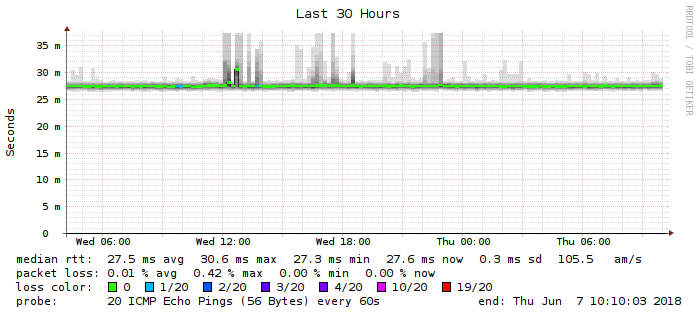 Last 30 Hours
RRDTOOL / TOBI OETIKER
Seconds
35 m
30 m
25 m
20 m
15 m
10 m
5 m
0
Wed 06:00 Wed 12:00 Wed 18:00 Thu 00:00 Thu 06:00
median rtt: 27.5 ms avg 30.6 ms max 27.3 ms min 27.6 ms now 0.3 ms sd 105.5 am/s
packet loss: 0.01 % avg 0.42 % max 0.00 % min 0.00 % now
loss color: 0 1/20 2/20 3/20 4/20 10/20 19/20
probe: 20 ICMP Echo Pings (56 Bytes) every 60s end: Thu Jun 7 10:10:03 2018